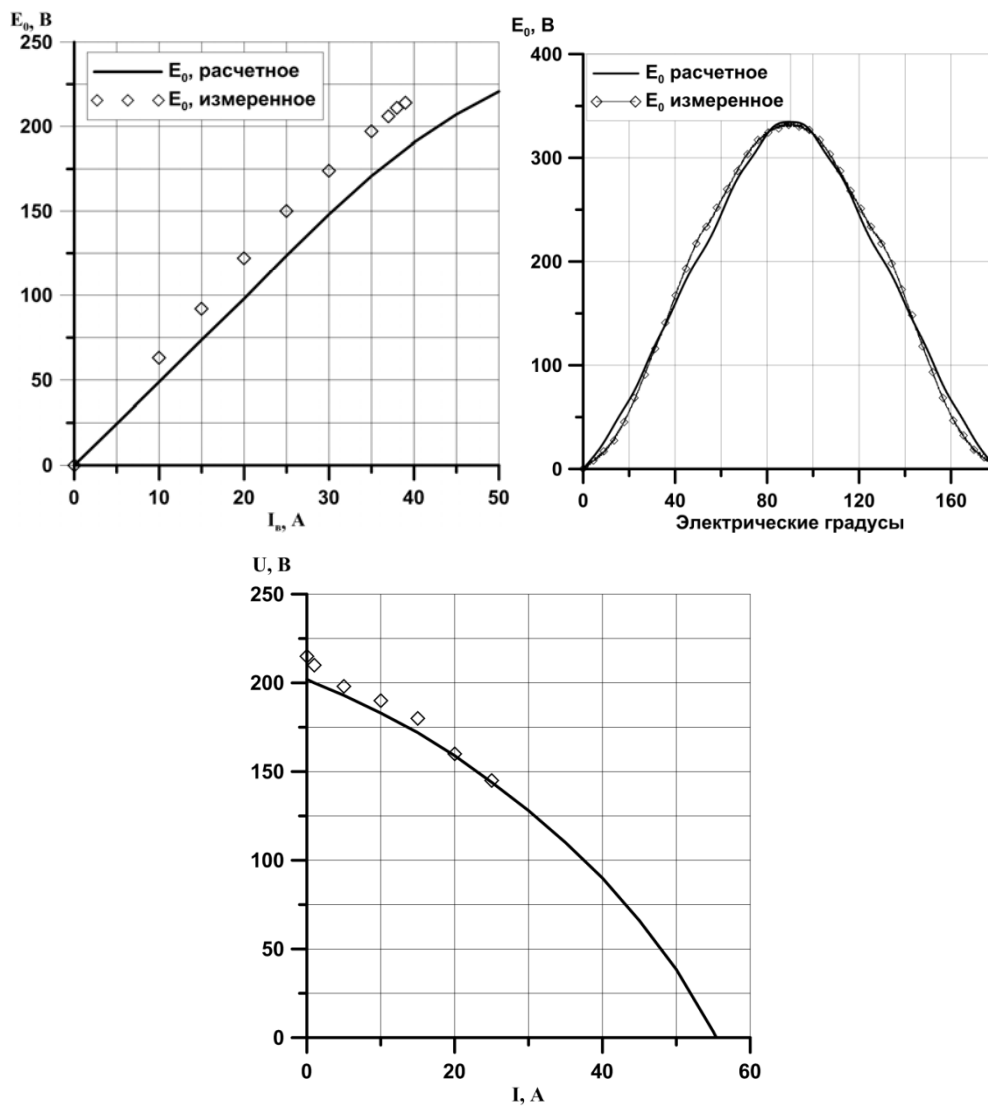 E₀, В
250
200
150
100
50
0
E₀, расчетное
E₀, измеренное
0 10 20 30 40 50
Iв, А
E₀, В
400
300
200
100
0
E₀ расчетное
E₀ измеренное
0 40 80 120 160
Электрические градусы
U, В
250
200
150
100
50
0
0 20 40 60
I, А